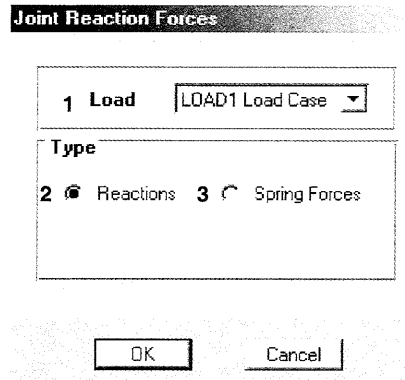 Joint Reaction Forces
1 Load LOAD1 Load Case
Type
2 Reactions 3 Spring Forces
OK Cancel